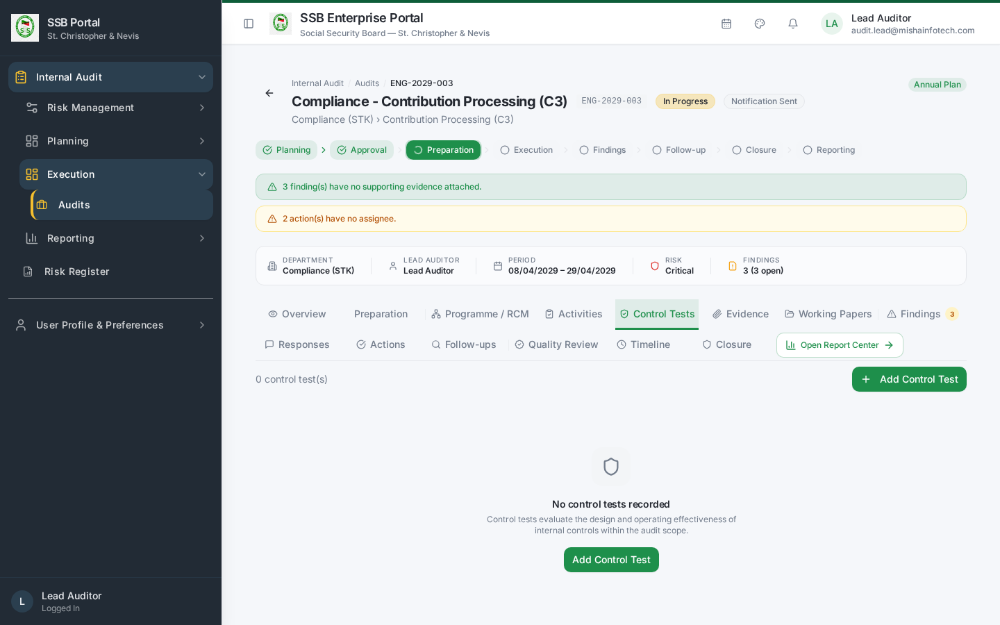 SSB Portal
St. Christopher & Nevis
Internal Audit
Risk Management
Planning
Execution
Audits
Reporting
Risk Register
User Profile & Preferences
L
Lead Auditor
Logged In
SSB Enterprise Portal
Social Security Board — St. Christopher & Nevis
LA
Lead Auditor
audit.lead@mishainfotech.com
Internal Audit / Audits / ENG-2029-003
Annual Plan
Compliance - Contribution Processing (C3) ENG-2029-003 In Progress Notification Sent
Compliance (STK) › Contribution Processing (C3)
Planning Approval Preparation Execution Findings Follow-up Closure Reporting
3 finding(s) have no supporting evidence attached.
2 action(s) have no assignee.
DEPARTMENT
Compliance (STK)
LEAD AUDITOR
Lead Auditor
PERIOD
08/04/2029 – 29/04/2029
RISK
Critical
FINDINGS
3 (3 open)
Overview Preparation Programme / RCM Activities Control Tests Evidence Working Papers Findings 3
Responses Actions Follow-ups Quality Review Timeline Closure Open Report Center
0 control test(s)
Add Control Test
No control tests recorded
Control tests evaluate the design and operating effectiveness of
internal controls within the audit scope.
Add Control Test